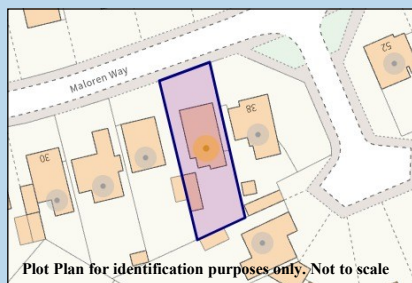 Maloren Way
52
38
30
Plot Plan for identification purposes only. Not to scale